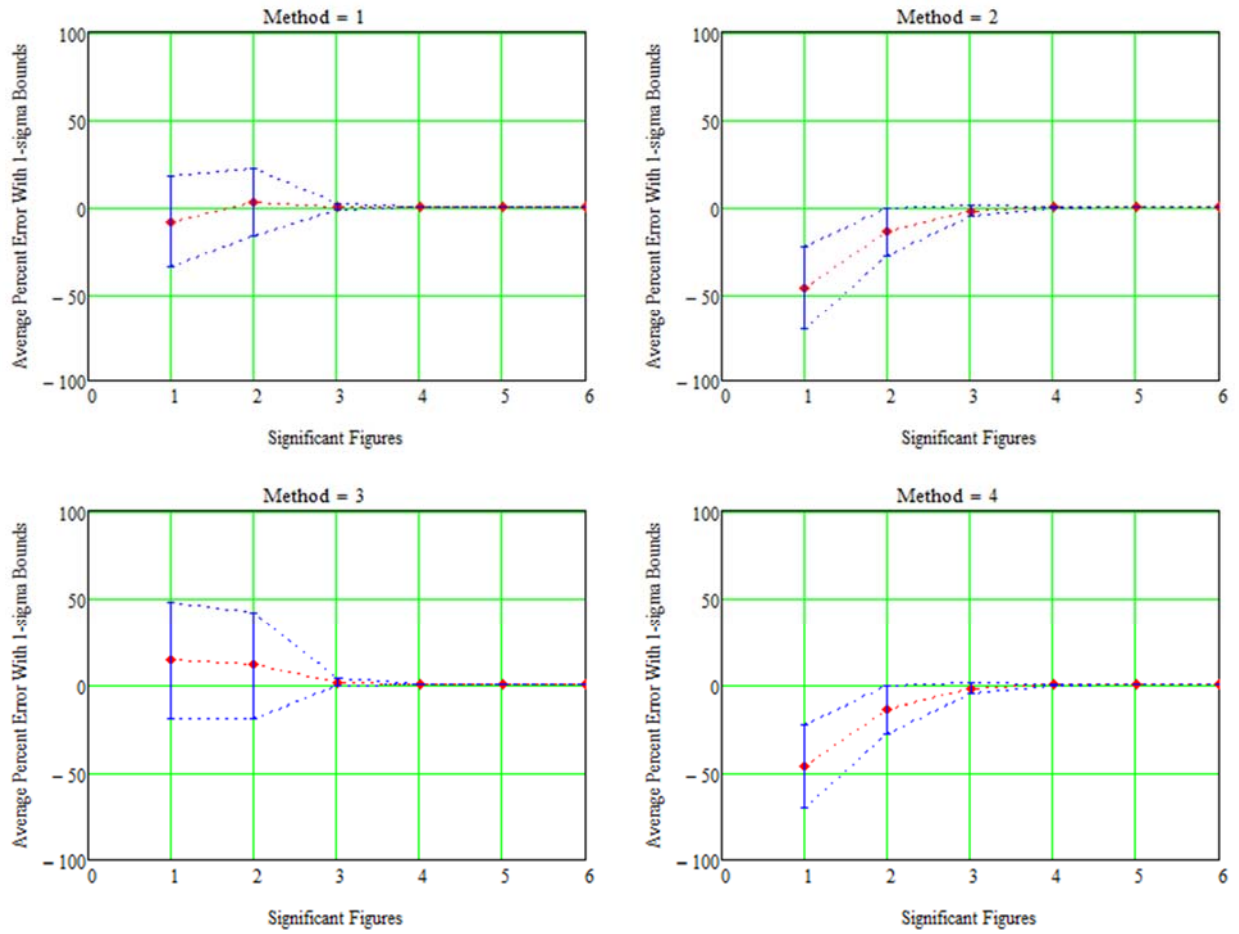 Method = 1
Average Percent Error With 1-sigma Bounds
100
50
0
– 50
– 100
0 1 2 3 4 5 6
Significant Figures
Method = 2
Average Percent Error With 1-sigma Bounds
100
50
0
– 50
– 100
0 1 2 3 4 5 6
Significant Figures
Method = 3
Average Percent Error With 1-sigma Bounds
100
50
0
– 50
– 100
0 1 2 3 4 5 6
Significant Figures
Method = 4
Average Percent Error With 1-sigma Bounds
100
50
0
– 50
– 100
0 1 2 3 4 5 6
Significant Figures